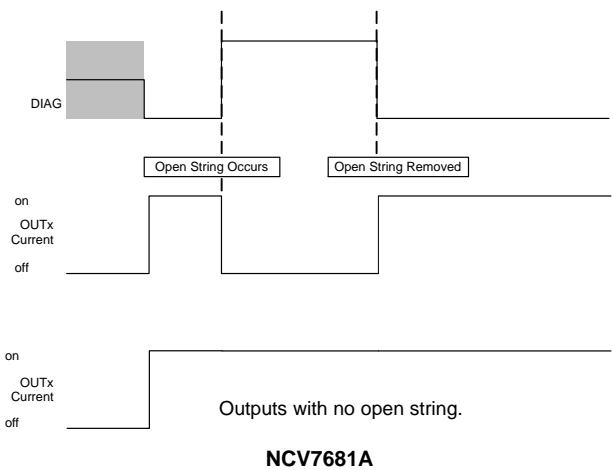 DIAG
Open String Occurs
Open String Removed
on
OUTx
Current
off
on
OUTx
Current
off
Outputs with no open string.
NCV7681A